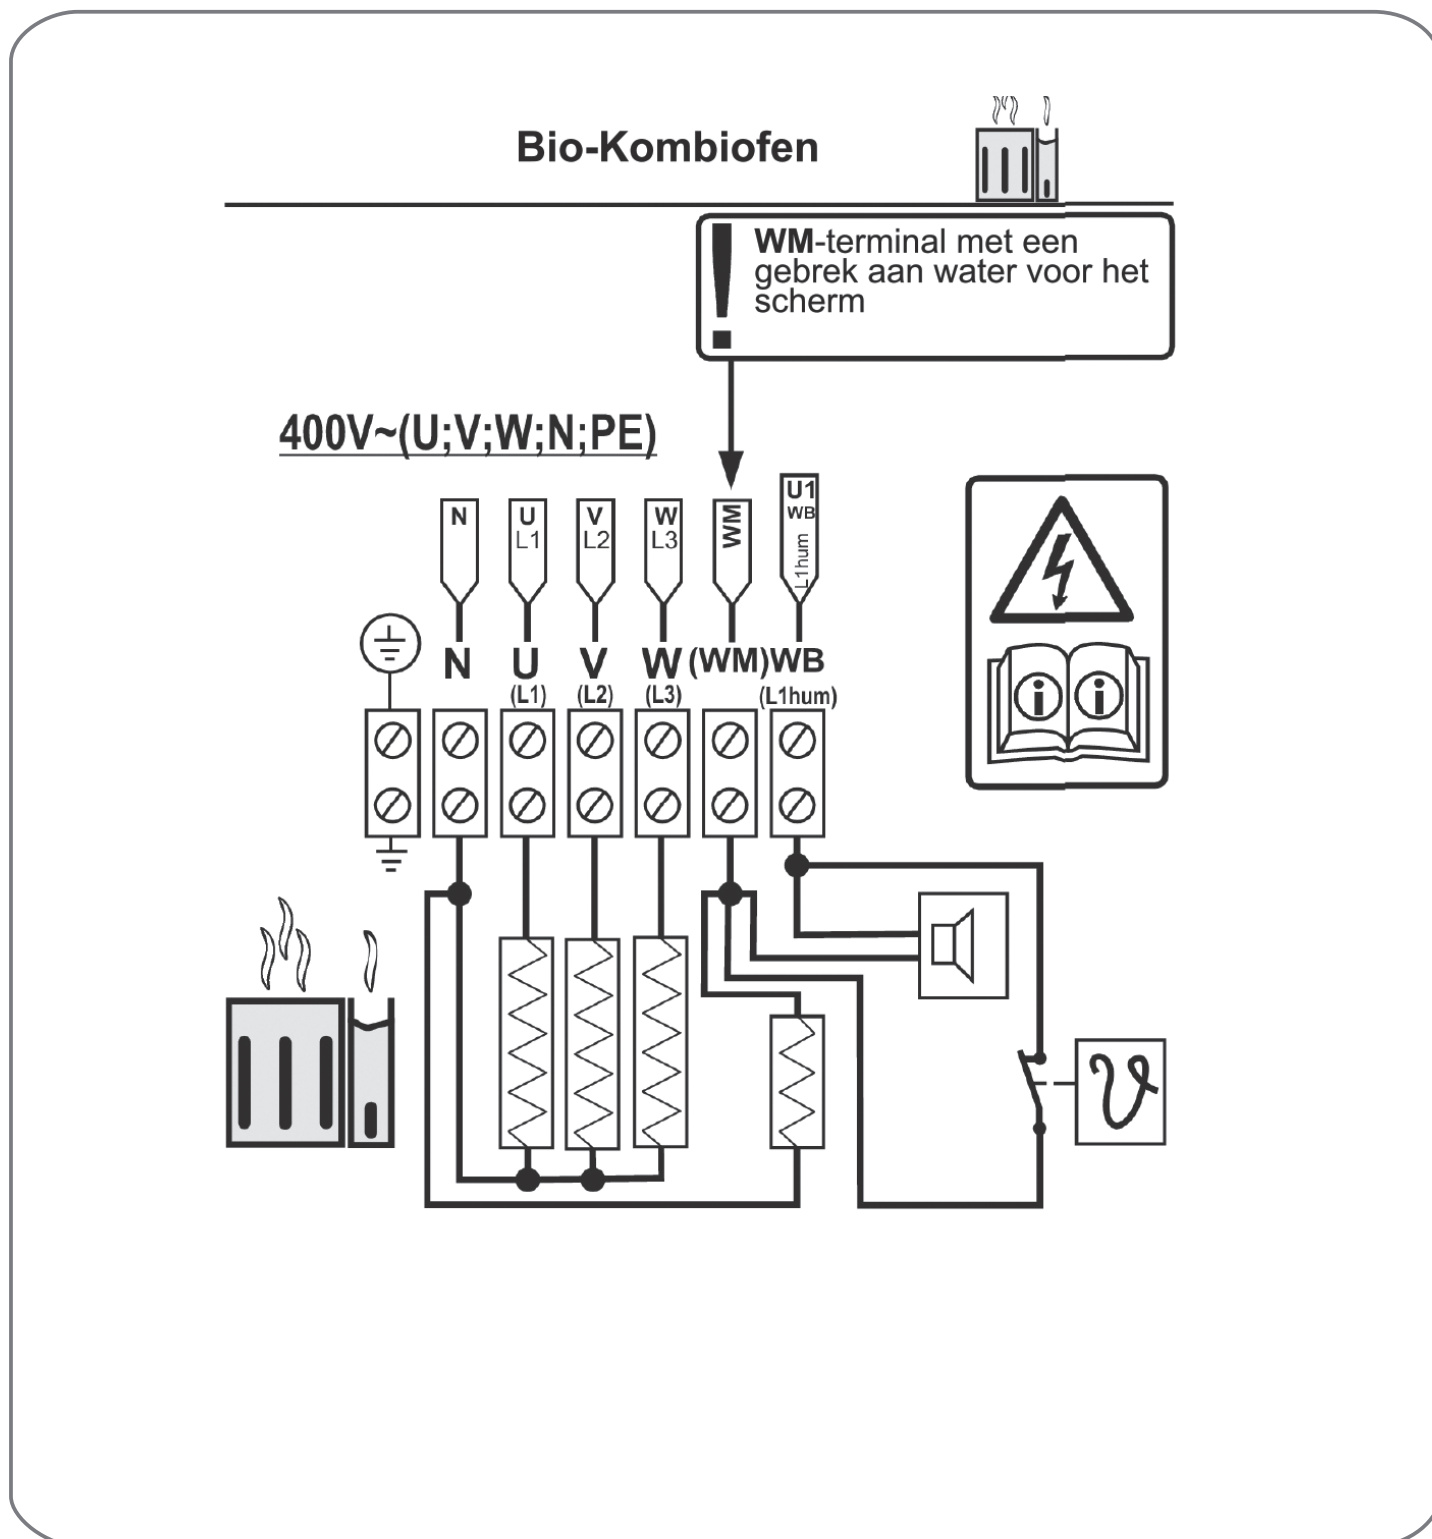 Bio-Kombiofen
WM-terminal met een
gebrek aan water voor het
scherm
400V~(U;V;W;N;PE)
N
U
L1
V
L2
W
L3
WM
U1
WB
L1hum
N U V W (WM) WB
(L1) (L2) (L3) (L1hum)